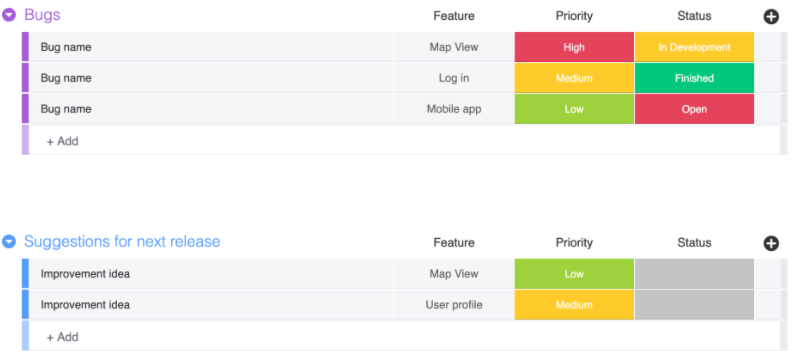 Bugs Feature Priority Status
Bug name Map View High In Development
Bug name Log in Medium Finished
Bug name Mobile app Low Open
+ Add
Suggestions for next release Feature Priority Status
Improvement idea Map View Low
Improvement idea User profile Medium
+ Add